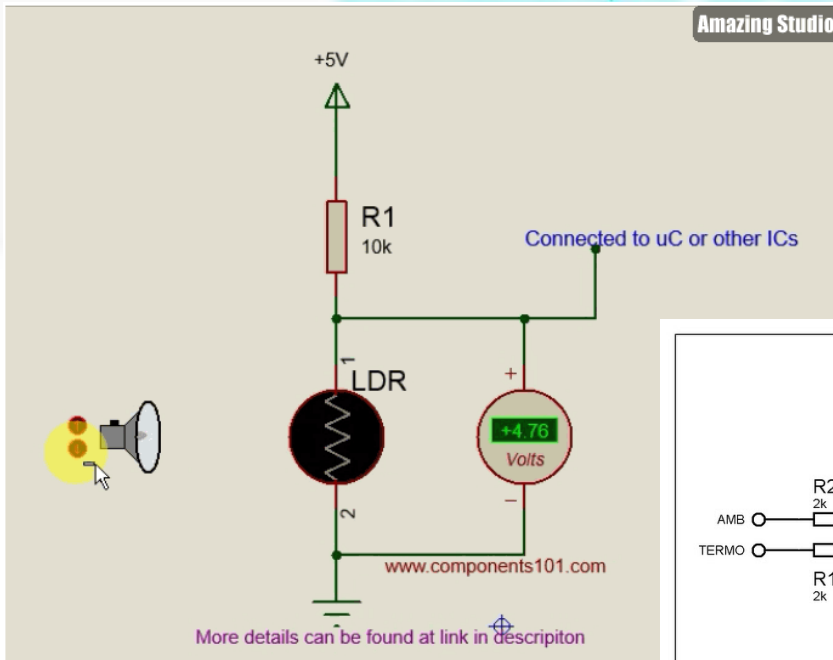 Amazing Studio
+5V
R1
10k
Connected to uC or other ICs
1
LDR
+4.76
Volts
2
www.components101.com
More details can be found at link in descripiton
R2
2k
AMB
TERMO
R1
2k